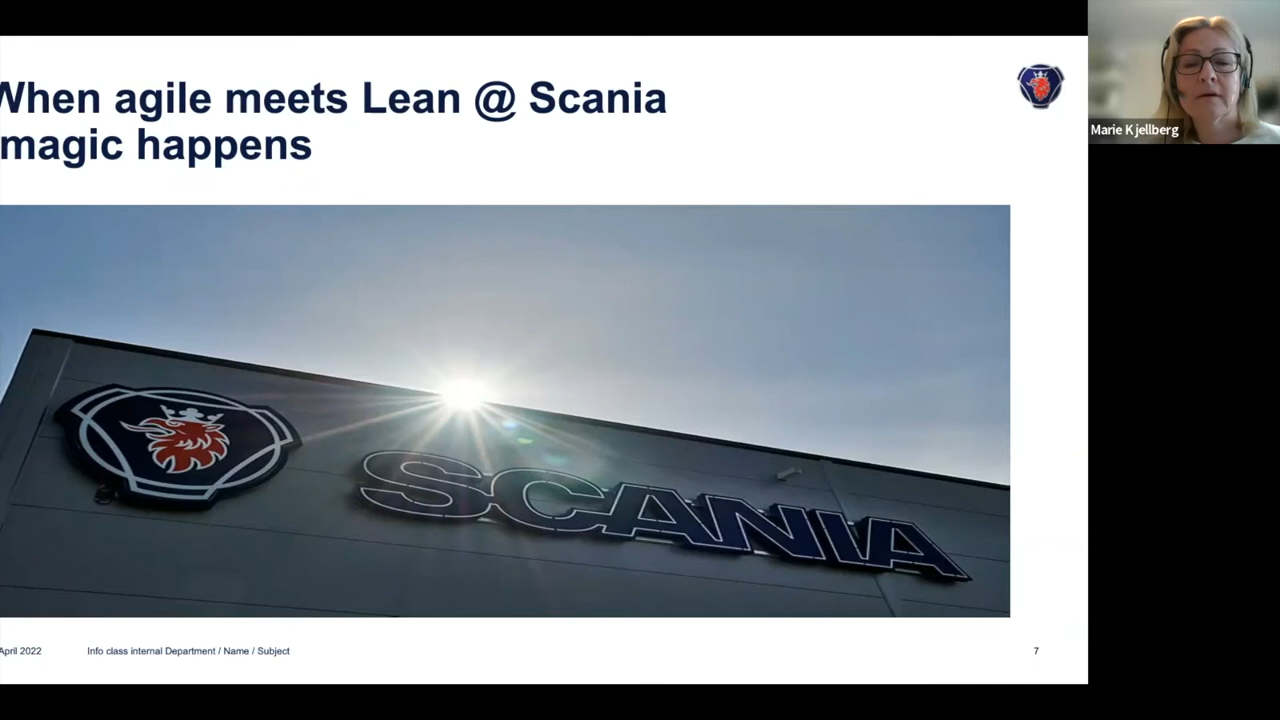 When agile meets Lean @ Scania
magic happens
Marie Kjellberg
SCANIA
April 2022
Info class internal Department / Name / Subject
7